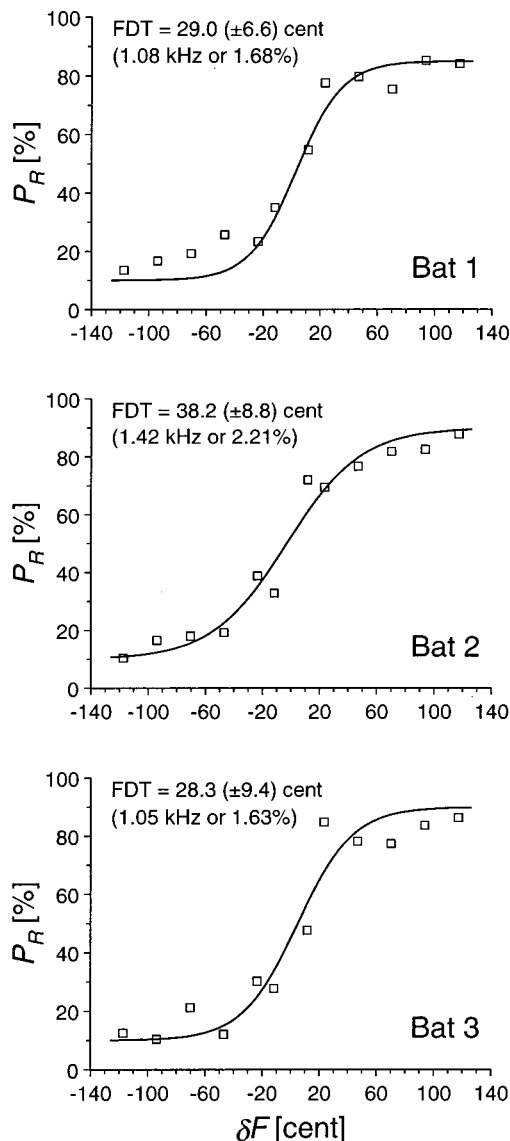 FDT = 29.0 (±6.6) cent
(1.08 kHz or 1.68%)
100
80
60
40
20
0
P_R [%]
Bat 1
-140 -100 -60 -20 20 60 100 140
FDT = 38.2 (±8.8) cent
(1.42 kHz or 2.21%)
100
80
60
40
20
0
P_R [%]
Bat 2
-140 -100 -60 -20 20 60 100 140
FDT = 28.3 (±9.4) cent
(1.05 kHz or 1.63%)
100
80
60
40
20
0
P_R [%]
Bat 3
-140 -100 -60 -20 20 60 100 140
δF [cent]